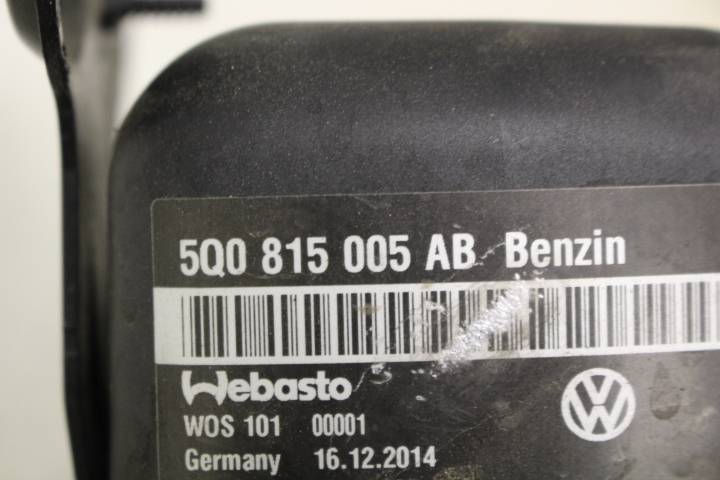 5Q0 815 005 AB Benzin
Webasto
WOS 101 00001
Germany 16.12.2014